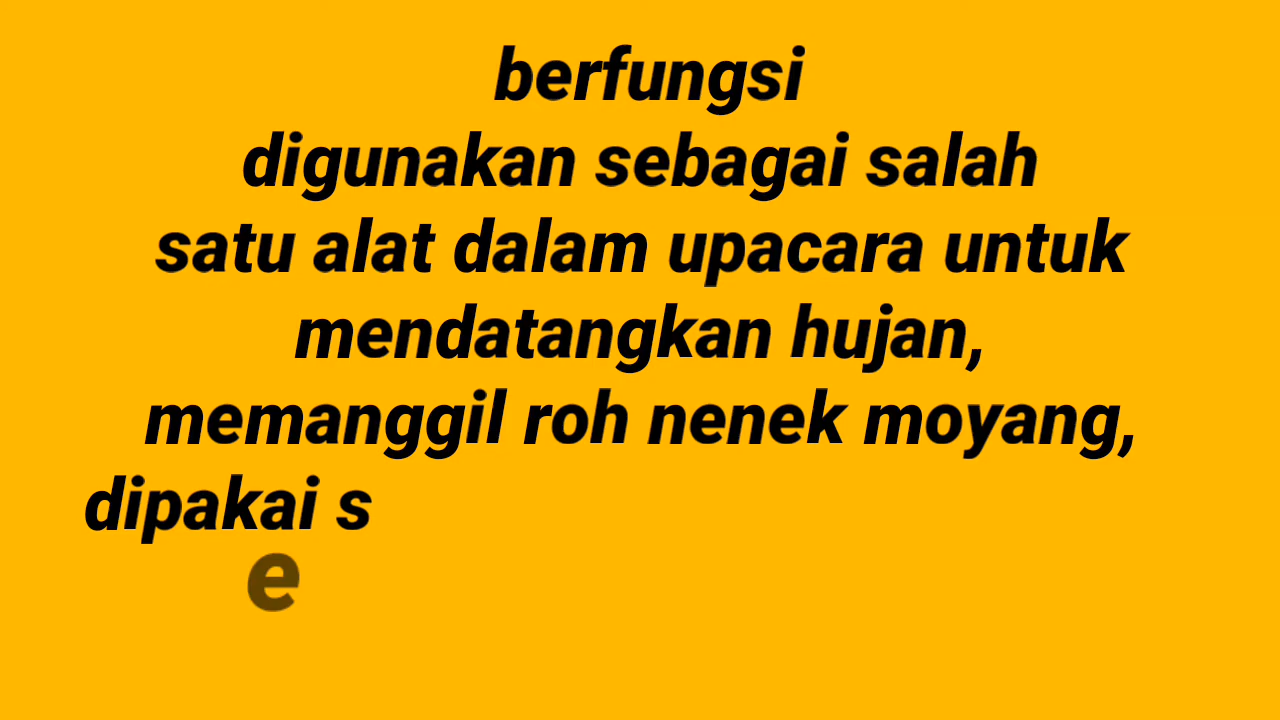 berfungsi
digunakan sebagai salah
satu alat dalam upacara untuk
mendatangkan hujan,
memanggil roh nenek moyang,
dipakai s
e